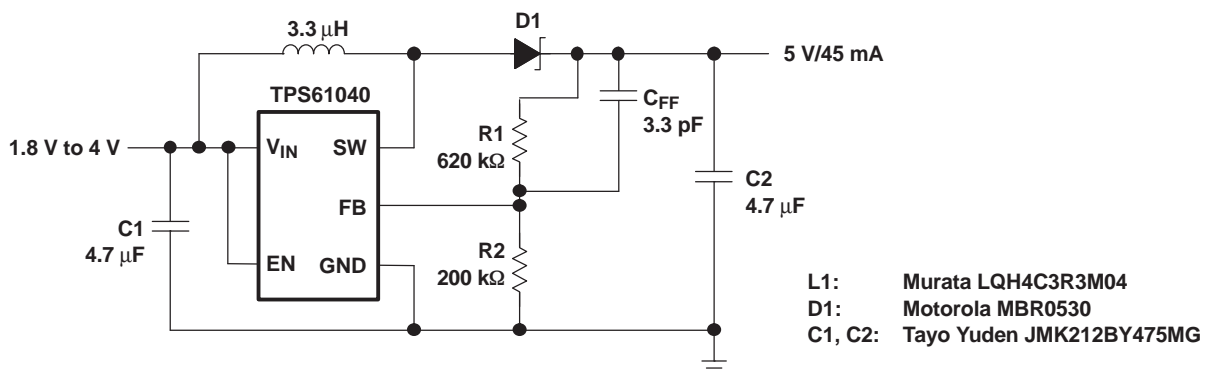 3.3 μH
D1
5 V/45 mA
TPS61040
CFF
3.3 pF
1.8 V to 4 V
VIN
SW
R1
620 kΩ
C2
4.7 μF
C1
4.7 μF
FB
R2
200 kΩ
EN
GND
L1: Murata LQH4C3R3M04
D1: Motorola MBR0530
C1, C2: Tayo Yuden JMK212BY475MG